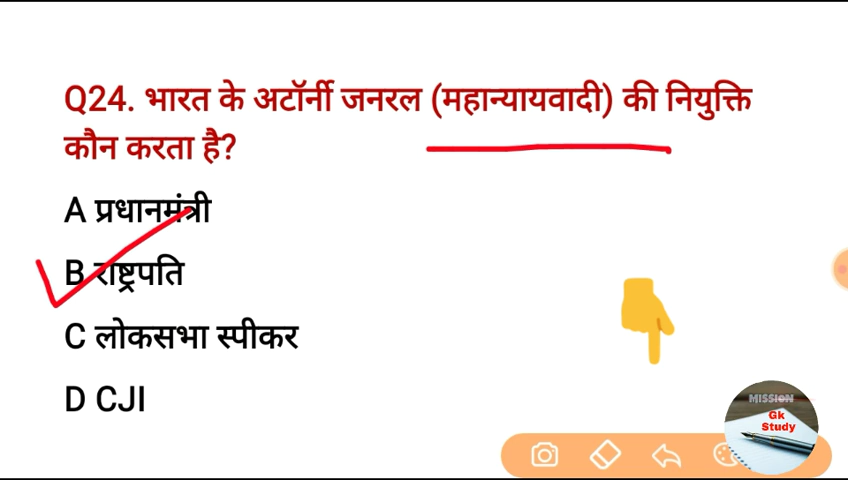 Q24. भारत के अटॉर्नी जनरल (महान्यायवादी) की नियुक्ति
कौन करता है?
A प्रधानमंत्री
B राष्ट्रपति
C लोकसभा स्पीकर
D CJI
MISSION
Gk
Study